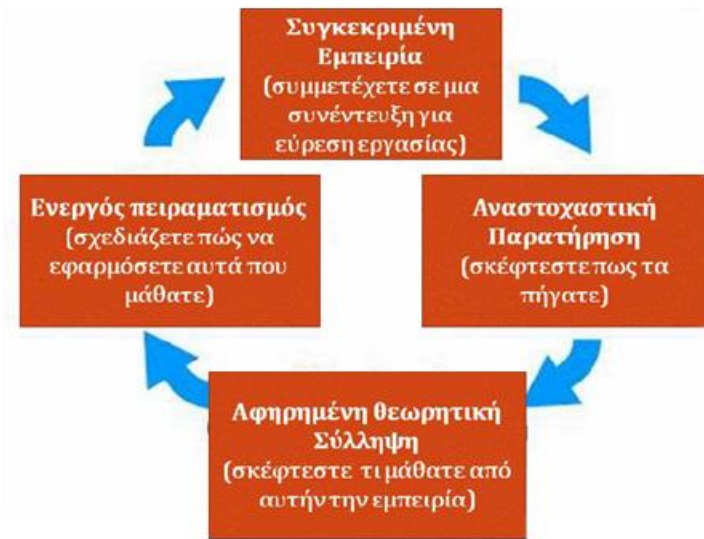 Συγκεκριμένη
Εμπειρία
(συμμετέχετε σε μια
συνέντευξη για
εύρεση εργασίας)
Ενεργός πειραματισμός
(σχεδιάζετε πώς να
εφαρμόσετε αυτά που
μάθατε)
Αναστοχαστική
Παρατήρηση
(σκέφτεστε πως τα
πήγατε)
Αφηρημένη θεωρητική
Σύλληψη
(σκέφτεστε τι μάθατε από
αυτήν την εμπειρία)